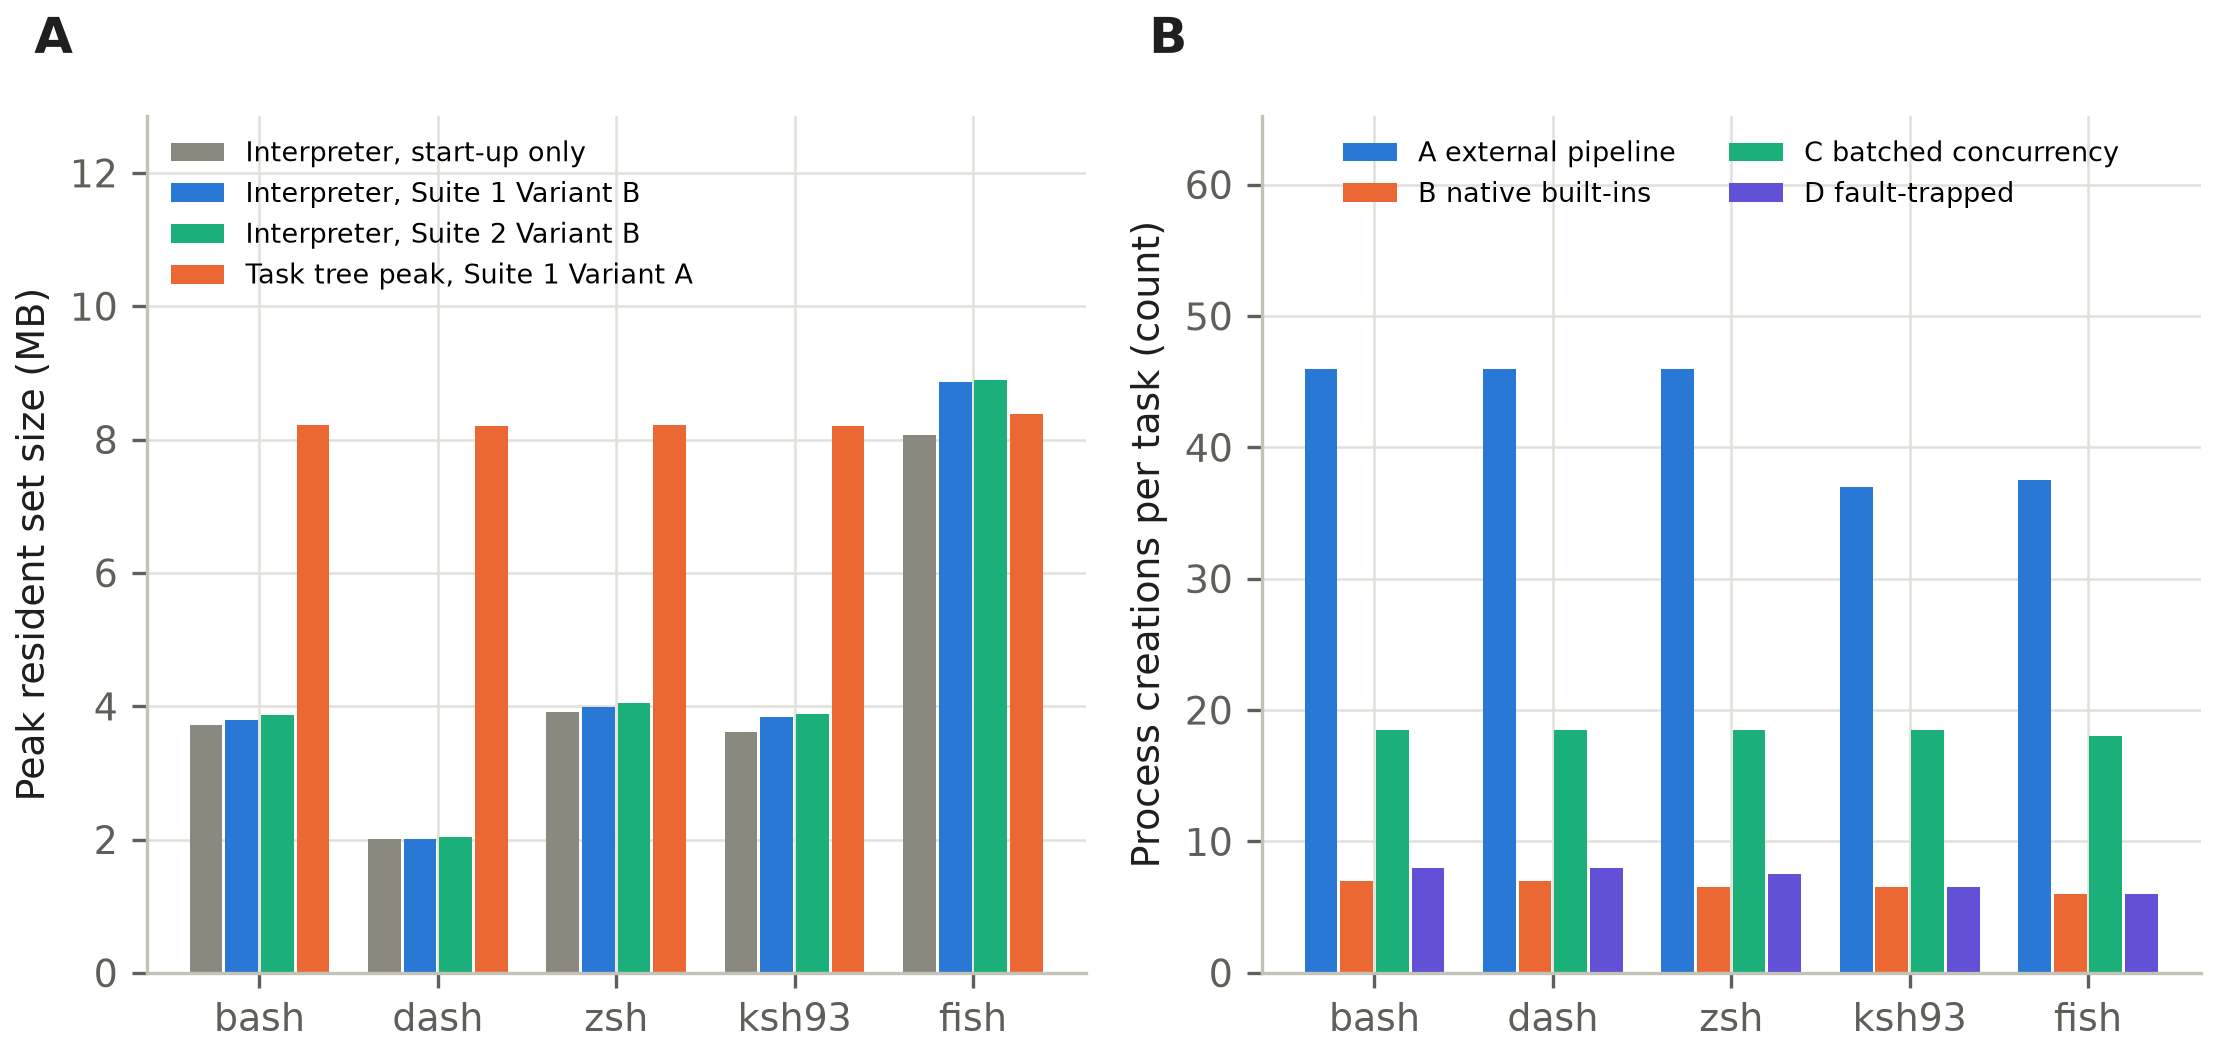 A
Peak resident set size (MB)
12
10
8
6
4
2
0
Interpreter, start-up only
Interpreter, Suite 1 Variant B
Interpreter, Suite 2 Variant B
Task tree peak, Suite 1 Variant A
bash
dash
zsh
ksh93
fish
B
Process creations per task (count)
60
50
40
30
20
10
0
A external pipeline
B native built-ins
C batched concurrency
D fault-trapped
bash
dash
zsh
ksh93
fish